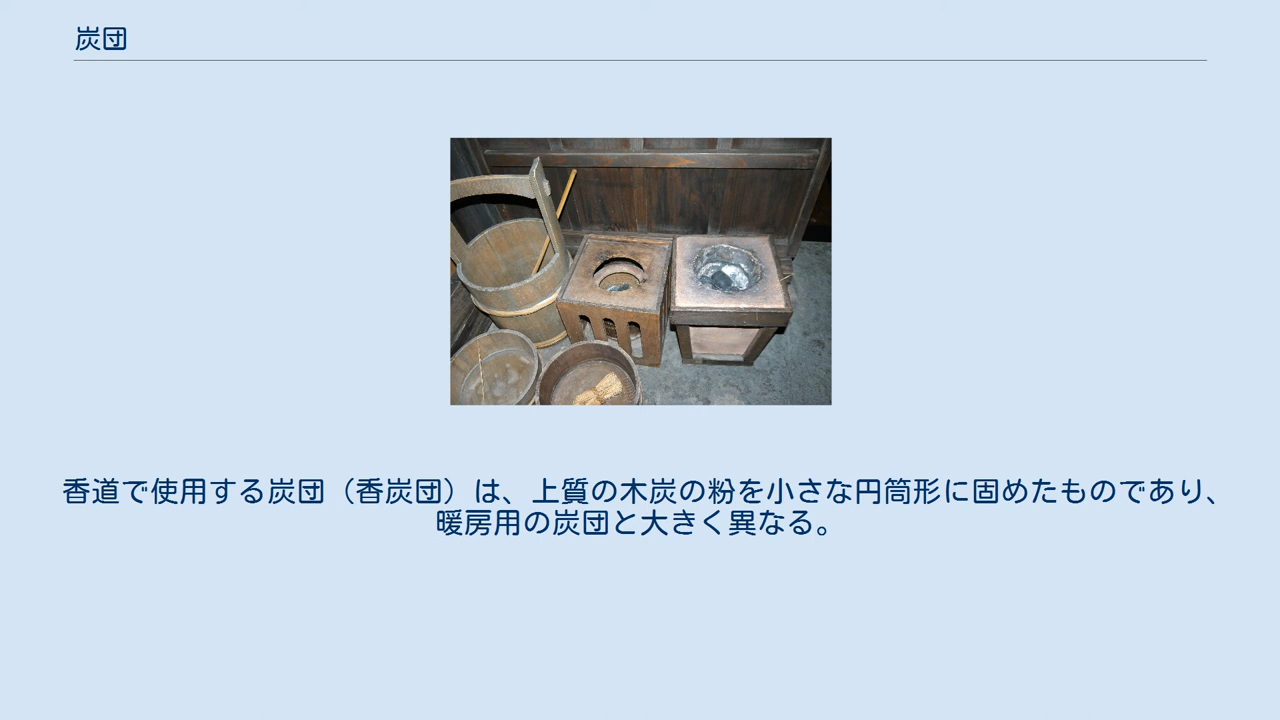 炭団
香道で使用する炭団（香炭団）は、上質の木炭の粉を小さな円筒形に固めたものであり、
暖房用の炭団と大きく異なる。